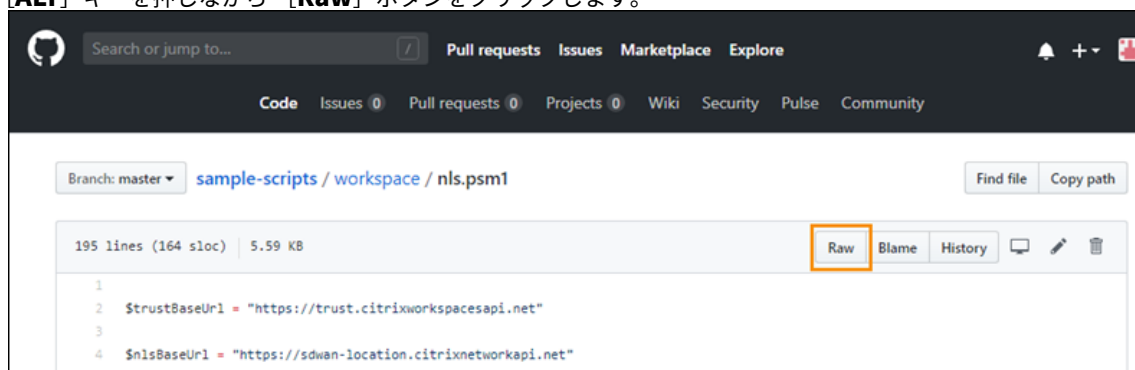 [ALT] キーを押しながら [Raw] ボタンをクリックします。
Search or jump to... / Pull requests Issues Marketplace Explore
Code Issues 0 Pull requests 0 Projects 0 Wiki Security Pulse Community
Branch: master sample-scripts / workspace / nls.psm1 Find file Copy path
195 lines (164 sloc) 5.59 KB Raw Blame History
1
2 $trustBaseUrl = "https://trust.citrixworkspacesapi.net"
3
4 $nlsBaseUrl = "https://sdwan-location.citrixnetworkapi.net"